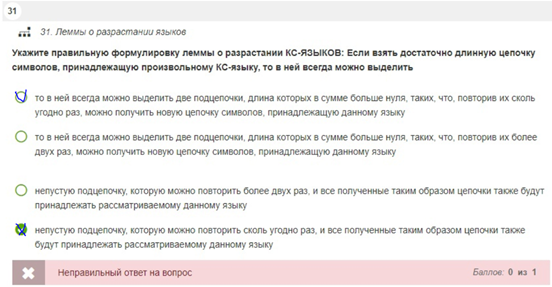 31
31. Леммы о разрастании языков
Укажите правильную формулировку леммы о разрастании КС-ЯЗЫКОВ: Если взять достаточно длинную цепочку
символов, принадлежащую произвольному КС-языку, то в ней всегда можно выделить
то в ней всегда можно выделить две подцепочки, длина которых в сумме больше нуля, таких, что, повторив их сколь
угодно раз, можно получить новую цепочку символов, принадлежащую данному языку
то в ней всегда можно выделить две подцепочки, длина которых в сумме больше нуля, таких, что, повторив их более
двух раз, можно получить новую цепочку символов, принадлежащую данному языку
непустую подцепочку, которую можно повторить более двух раз, и все полученные таким образом цепочки также будут
принадлежать рассматриваемому данному языку
непустую подцепочку, которую можно повторить сколь угодно раз, и все полученные таким образом цепочки также
будут принадлежать рассматриваемому данному языку
Неправильный ответ на вопрос
Баллов: 0 из 1